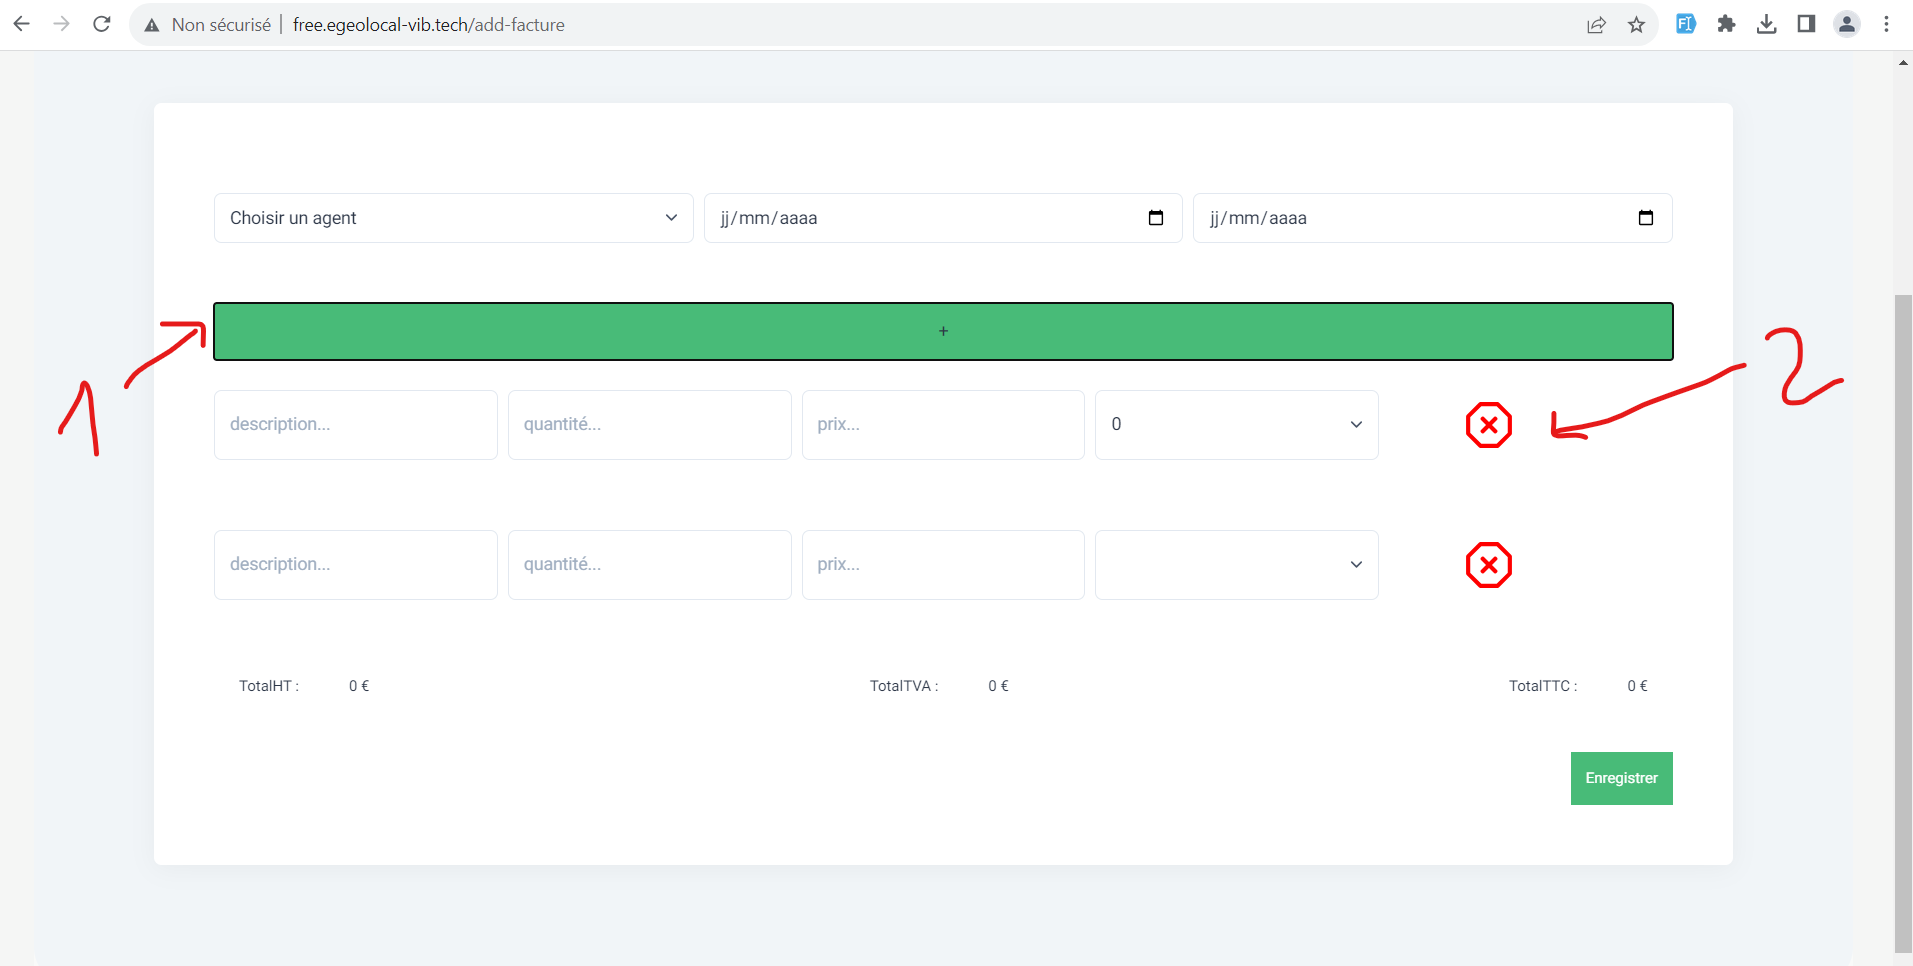 Non sécurisé | free.egeolocal-vib.tech/add-facture
Choisir un agent jj/mm/aaaa jj/mm/aaaa
+
1 2
description... quantité... prix... 0
description... quantité... prix...
TotalHT : 0 € TotalTVA : 0 € TotalTTC : 0 €
Enregistrer